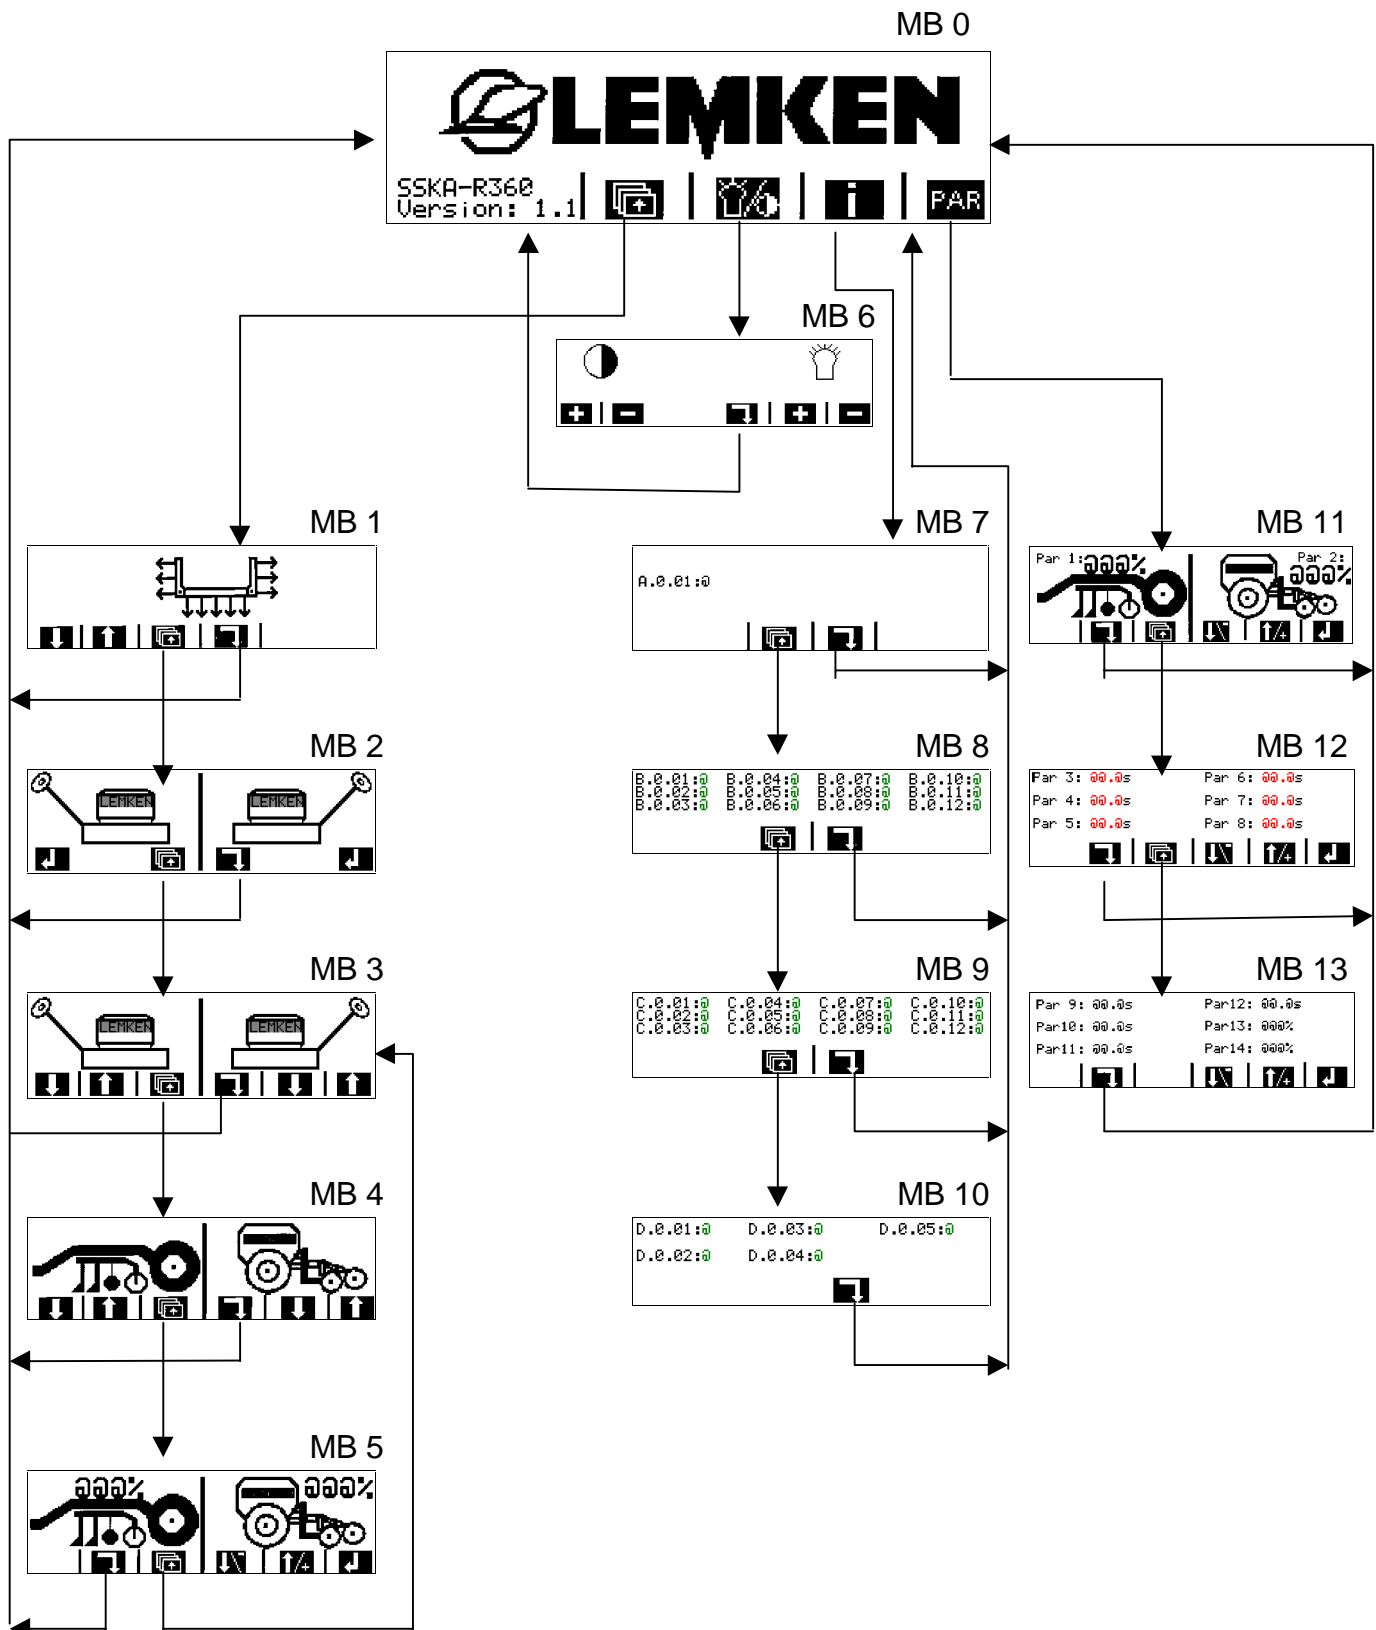 MB 0
LEMKEN
SSKA-R360
Version: 1.1
i
PAR
MB 6
MB 1
MB 7
A.0.01:@
MB 11
Par 1:@@@%
Par 2:
@@@%
MB 2
LEMKEN
LEMKEN
MB 8
B.0.01:@ B.0.04:@ B.0.07:@ B.0.10:@
B.0.02:@ B.0.05:@ B.0.08:@ B.0.11:@
B.0.03:@ B.0.06:@ B.0.09:@ B.0.12:@
MB 12
Par 3: @@.@s Par 6: @@.@s
Par 4: @@.@s Par 7: @@.@s
Par 5: @@.@s Par 8: @@.@s
MB 3
LEMKEN
LEMKEN
MB 9
C.0.01:@ C.0.04:@ C.0.07:@ C.0.10:@
C.0.02:@ C.0.05:@ C.0.08:@ C.0.11:@
C.0.03:@ C.0.06:@ C.0.09:@ C.0.12:@
MB 13
Par 9: @@.@s Par12: @@.@s
Par10: @@.@s Par13: @@@%
Par11: @@.@s Par14: @@@%
MB 4
MB 10
D.0.01:@ D.0.03:@ D.0.05:@
D.0.02:@ D.0.04:@
MB 5
@@@%
@@@%